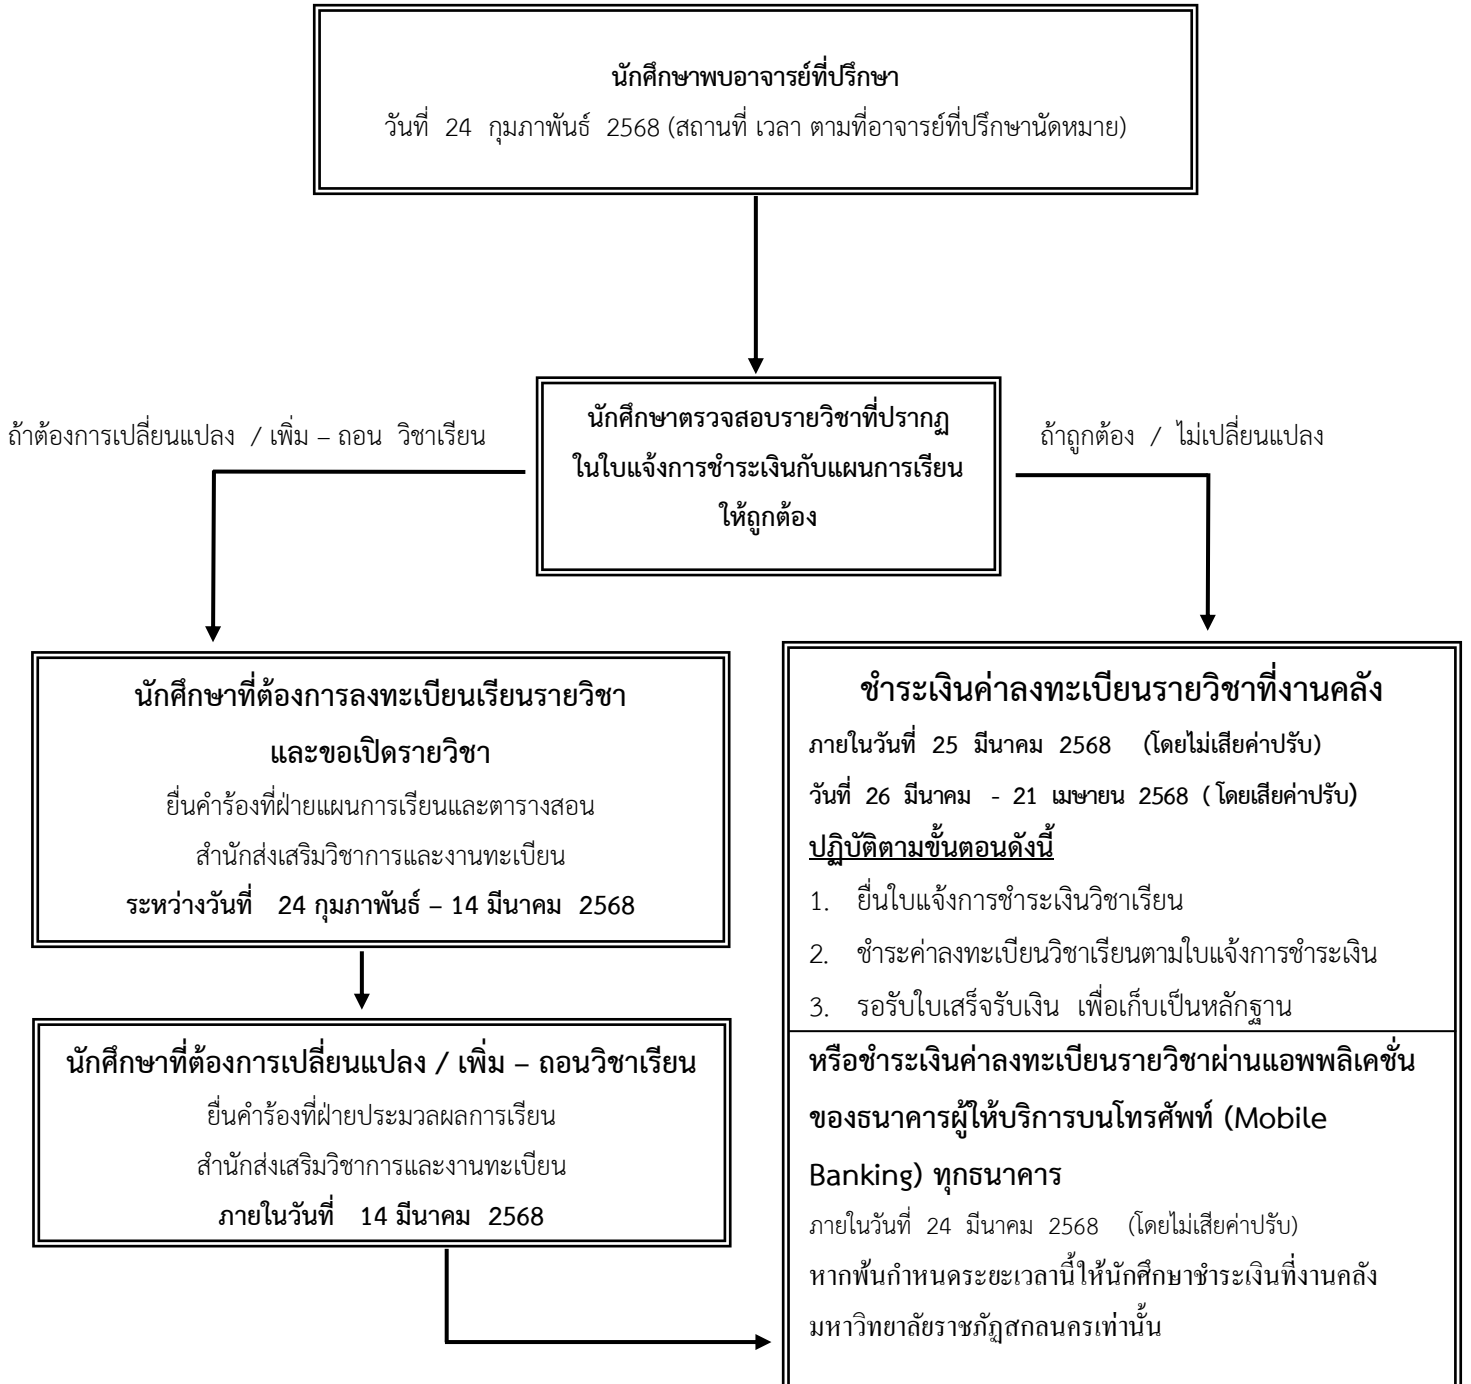 นักศึกษาพบอาจารย์ที่ปรึกษา
วันที่ 24 กุมภาพันธ์ 2568 (สถานที่ เวลา ตามที่อาจารย์ที่ปรึกษานัดหมาย)
นักศึกษาตรวจสอบรายวิชาที่ปรากฏ
ในใบแจ้งการชำระเงินกับแผนการเรียน
ให้ถูกต้อง
ถ้าต้องการเปลี่ยนแปลง / เพิ่ม – ถอน วิชาเรียน
ถ้าถูกต้อง / ไม่เปลี่ยนแปลง
นักศึกษาที่ต้องการลงทะเบียนเรียนรายวิชา
และขอเปิดรายวิชา
ยื่นคำร้องที่ฝ่ายแผนการเรียนและตารางสอน
สำนักส่งเสริมวิชาการและงานทะเบียน
ระหว่างวันที่ 24 กุมภาพันธ์ – 14 มีนาคม 2568
นักศึกษาที่ต้องการเปลี่ยนแปลง / เพิ่ม – ถอนวิชาเรียน
ยื่นคำร้องที่ฝ่ายประมวลผลการเรียน
สำนักส่งเสริมวิชาการและงานทะเบียน
ภายในวันที่ 14 มีนาคม 2568
ชำระเงินค่าลงทะเบียนรายวิชาที่งานคลัง
ภายในวันที่ 25 มีนาคม 2568 (โดยไม่เสียค่าปรับ)
วันที่ 26 มีนาคม - 21 เมษายน 2568 ( โดยเสียค่าปรับ)
ปฏิบัติตามขั้นตอนดังนี้
1. ยื่นใบแจ้งการชำระเงินวิชาเรียน
2. ชำระค่าลงทะเบียนวิชาเรียนตามใบแจ้งการชำระเงิน
3. รอรับใบเสร็จรับเงิน เพื่อเก็บเป็นหลักฐาน
หรือชำระเงินค่าลงทะเบียนรายวิชาผ่านแอพพลิเคชั่น
ของธนาคารผู้ให้บริการบนโทรศัพท์ (Mobile
Banking) ทุกธนาคาร
ภายในวันที่ 24 มีนาคม 2568 (โดยไม่เสียค่าปรับ)
หากพ้นกำหนดระยะเวลานี้ให้นักศึกษาชำระเงินที่งานคลัง
มหาวิทยาลัยราชภัฏสกลนครเท่านั้น